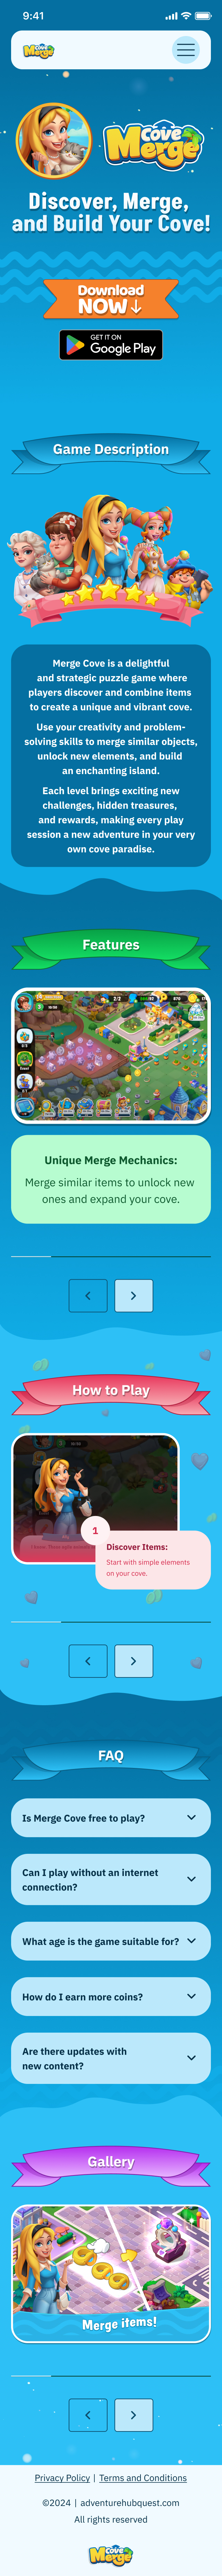 9:41
Cove
Merge
Cove
Merge
Discover, Merge,
and Build Your Cove!
Download
NOW↓
GET IT ON
Google Play
Game Description
Merge Cove is a delightful
and strategic puzzle game where
players discover and combine items
to create a unique and vibrant cove.
Use your creativity and problem-
solving skills to merge similar objects,
unlock new elements, and build
an enchanting island.
Each level brings exciting new
challenges, hidden treasures,
and rewards, making every play
session a new adventure in your very
own cove paradise.
Features
2/2
Unique Merge Mechanics:
Merge similar items to unlock new
ones and expand your cove.
How to Play
1
Discover Items:
Start with simple elements
on your cove.
FAQ
Is Merge Cove free to play?
Can I play without an internet
connection?
What age is the game suitable for?
How do I earn more coins?
Are there updates with
new content?
Gallery
Merge items!
Privacy Policy | Terms and Conditions
©2024 | adventurehubquest.com
All rights reserved
Cove
Merge